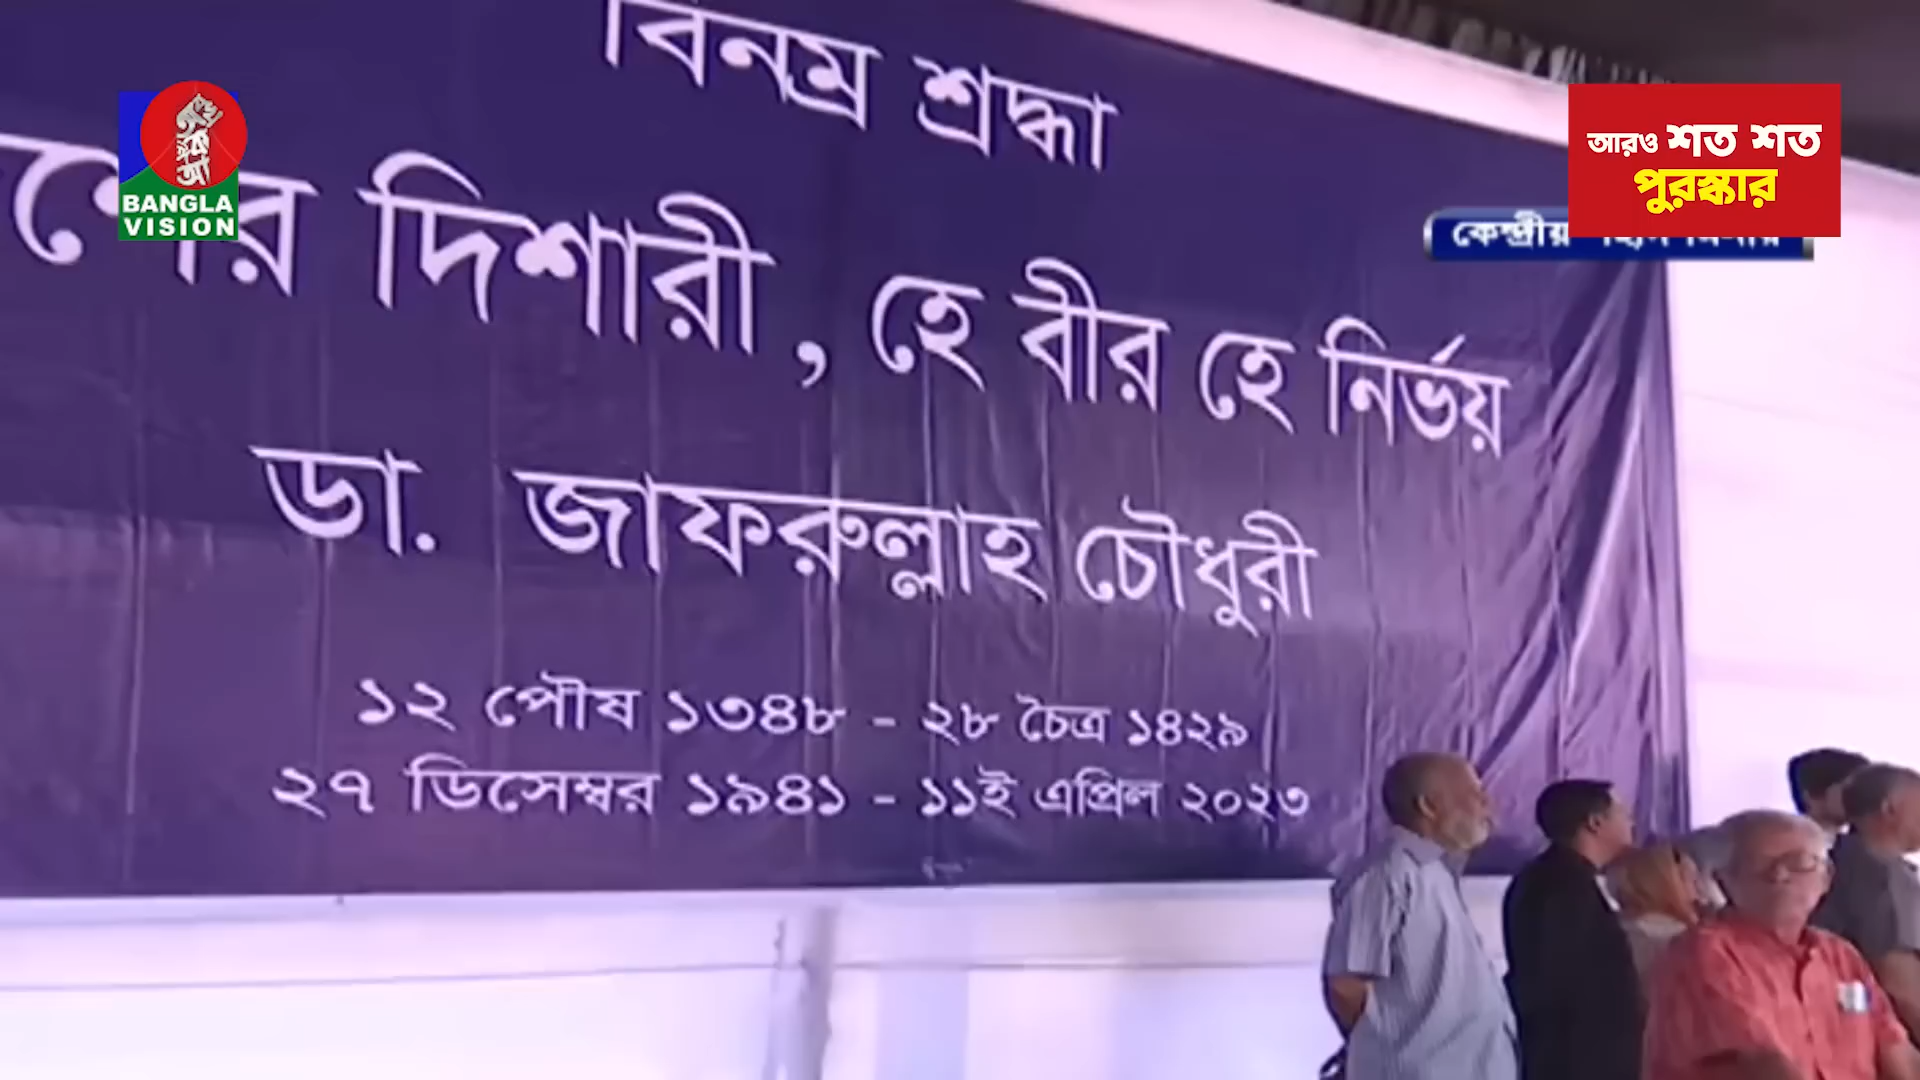 বিনম্র শ্রদ্ধা
দিশারী, হে বীর হে নির্ভয়
ডা. জাফরুল্লাহ চৌধুরী
১২ পৌষ ১৩৪৮ - ২৮ চৈত্র ১৪২৯
২৭ ডিসেম্বর ১৯৪১ - ১১ই এপ্রিল ২০২৩
BANGLA
VISION
আরও শত শত
পুরস্কার
কেন্দ্রীয়